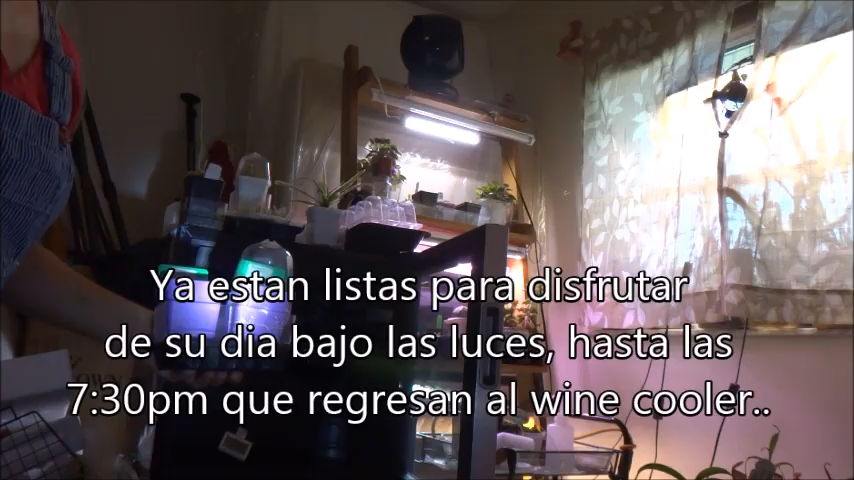 Ya estan listas para disfrutar
de su dia bajo las luces, hasta las
7:30pm que regresan al wine cooler..